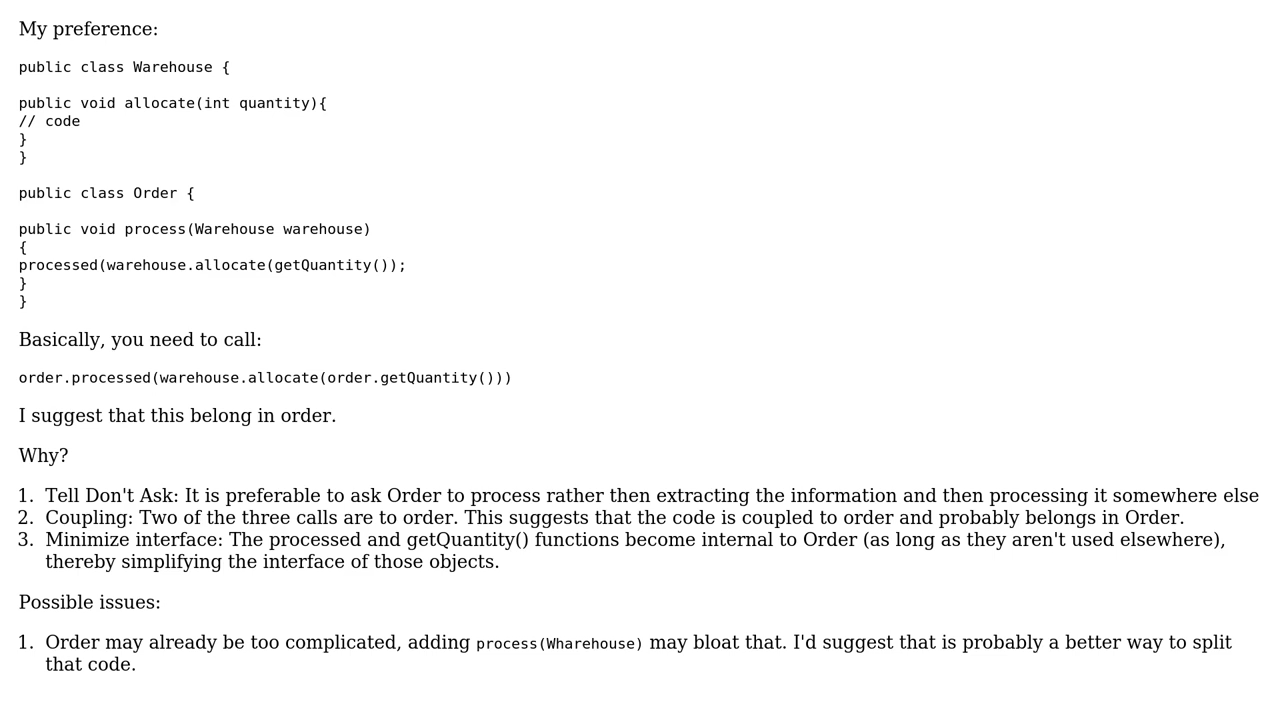 My preference:
public class Warehouse {
public void allocate(int quantity){
// code
}
}
public class Order {
public void process(Warehouse warehouse)
{
processed(warehouse.allocate(getQuantity());
}
}
Basically, you need to call:
order.processed(warehouse.allocate(order.getQuantity()))
I suggest that this belong in order.
Why?
1. Tell Don't Ask: It is preferable to ask Order to process rather then extracting the information and then processing it somewhere else
2. Coupling: Two of the three calls are to order. This suggests that the code is coupled to order and probably belongs in Order.
3. Minimize interface: The processed and getQuantity() functions become internal to Order (as long as they aren't used elsewhere),
thereby simplifying the interface of those objects.
Possible issues:
1. Order may already be too complicated, adding process(Wharehouse) may bloat that. I'd suggest that is probably a better way to split
that code.